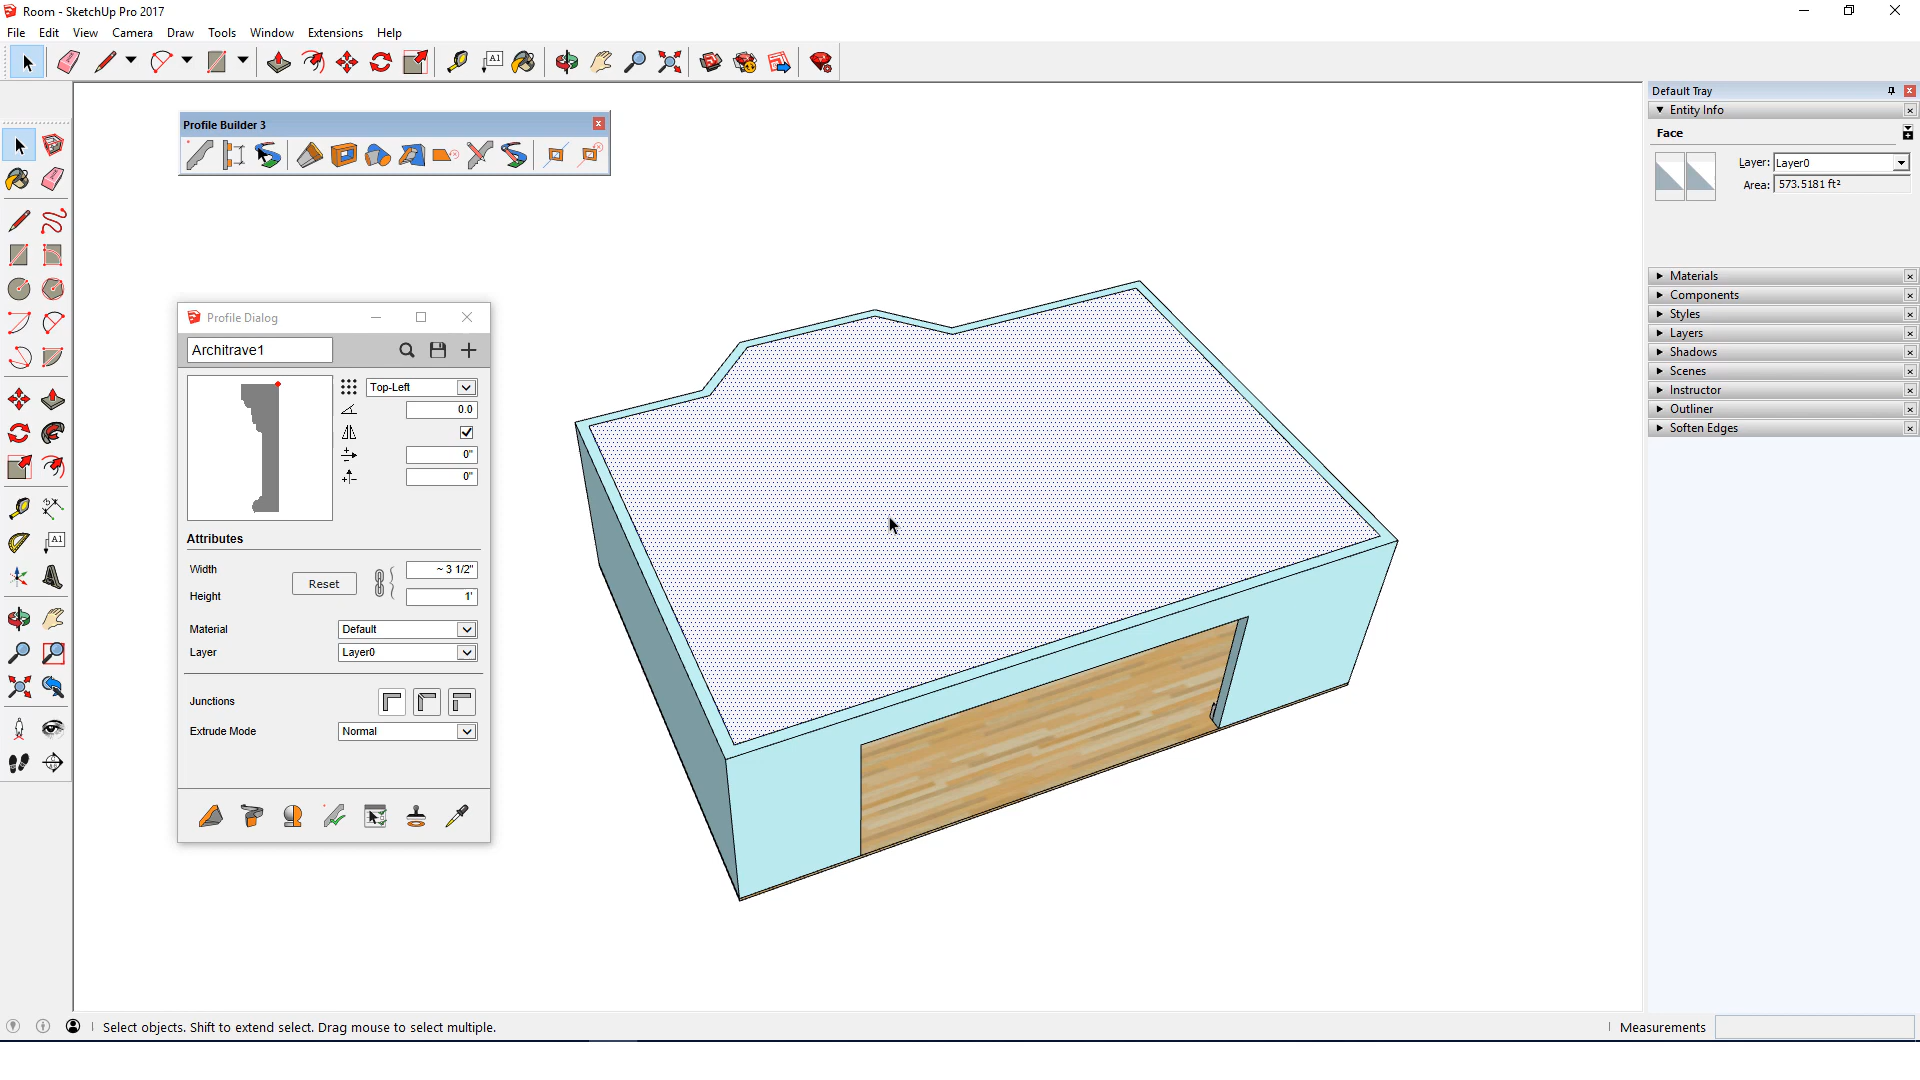 Room - SketchUp Pro 2017
File Edit View Camera Draw Tools Window Extensions Help
A1
Profile Builder 3
A1
Profile Dialog
Architrave1
Top-Left
0.0
0"
0"
Attributes
Width ~ 3 1/2"
Reset
Height 1'
Material Default
Layer Layer0
Junctions
Extrude Mode Normal
Default Tray
Entity Info
Face
Layer: Layer0
Area: 573.5181 ft²
Materials
Components
Styles
Layers
Shadows
Scenes
Instructor
Outliner
Soften Edges
Select objects. Shift to extend select. Drag mouse to select multiple.
Measurements